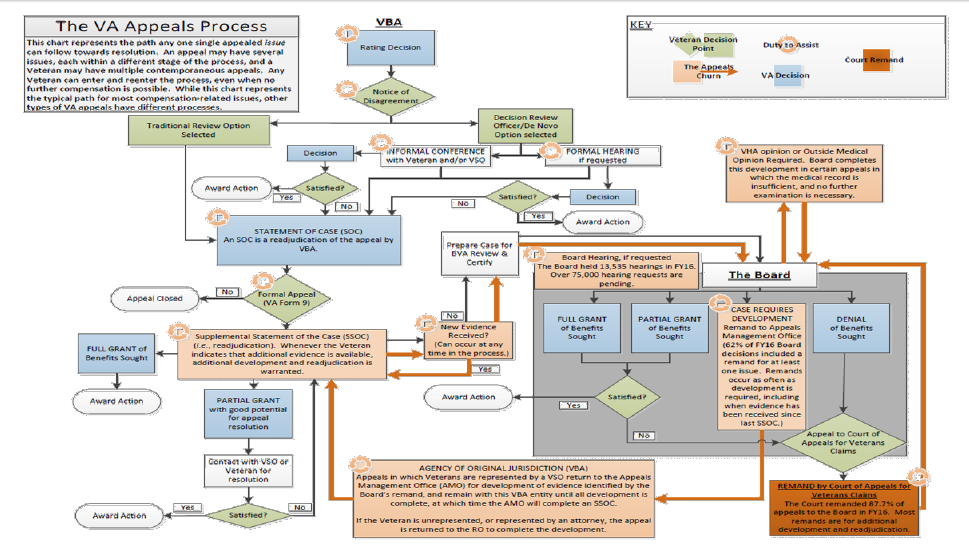 The VA Appeals Process
This chart represents the path any one single appealed issue
can follow towards resolution. An appeal may have several
issues, each within a different stage of the process, and a
Veteran may have multiple contemporaneous appeals. Any
Veteran can enter and reenter the process, even when no
further compensation is possible. While this chart represents
the typical path for most compensation-related issues, other
types of VA appeals have different processes.
VBA
Rating Decision
Notice of
Disagreement
KEY
Veteran Decision
Point
Duty to Assist
Court Remand
The Appeals
Churn
VA Decision
Traditional Review Option
Selected
Decision Review
Officer/De Novo
Option selected
Decision
INFORMAL CONFERENCE
with Veteran and/or VSO
FORMAL HEARING
if requested
Award Action
Satisfied?
Yes
No
Satisfied?
No
Yes
Decision
Award Action
VHA opinion or Outside Medical
Opinion Required. Board completes
this development in certain appeals in
which the medical record is
insufficient, and no further
examination is necessary.
STATEMENT OF CASE (SOC)
An SOC is a readjudication of the appeal by
VBA.
Prepare Case for
BVA Review &
Certify
Board Hearing, if requested
The Board held 13,535 hearings in FY16.
Over 75,000 hearing requests are
pending.
The Board
Appeal Closed
No
Formal Appeal
(VA Form 9)
No
New Evidence
Received?
(Can occur at any
time in the process.)
Yes
FULL GRANT of
Benefits Sought
Supplemental Statement of the Case (SSOC)
(i.e., readjudication). Whenever the Veteran
indicates that additional evidence is available,
additional development and readjudication is
warranted.
FULL GRANT
of Benefits
Sought
PARTIAL GRANT
of Benefits
Sought
CASE REQUIRES
DEVELOPMENT
Remand to Appeals
Management Office
(62% of FY16 Board
decisions included a
remand for at least
one issue. Remands
occur as often as
development is
required, including
when evidence has
been received since
last SSOC.)
DENIAL
of Benefits
Sought
Award Action
PARTIAL GRANT
with good potential
for appeal
resolution
Award Action
Yes
Satisfied?
No
Appeal to Court of
Appeals for Veterans
Claims
Contact with VSO or
Veteran for
resolution
Award Action
Yes
Satisfied?
No
AGENCY OF ORIGINAL JURISDICTION (VBA)
Appeals in which Veterans are represented by a VSO return to the Appeals
Management Office (AMO) for development of evidence identified by the
Board's remand, and remain with this VBA entity until all development is
complete, at which time the AMO will complete an SSOC.
If the Veteran is unrepresented, or represented by an attorney, the appeal
is returned to the RO to complete the development.
REMAND by Court of Appeals for
Veterans Claims
The Court remanded 87.7% of
appeals to the Board in FY16. Most
remands are for additional
development and readjudication.